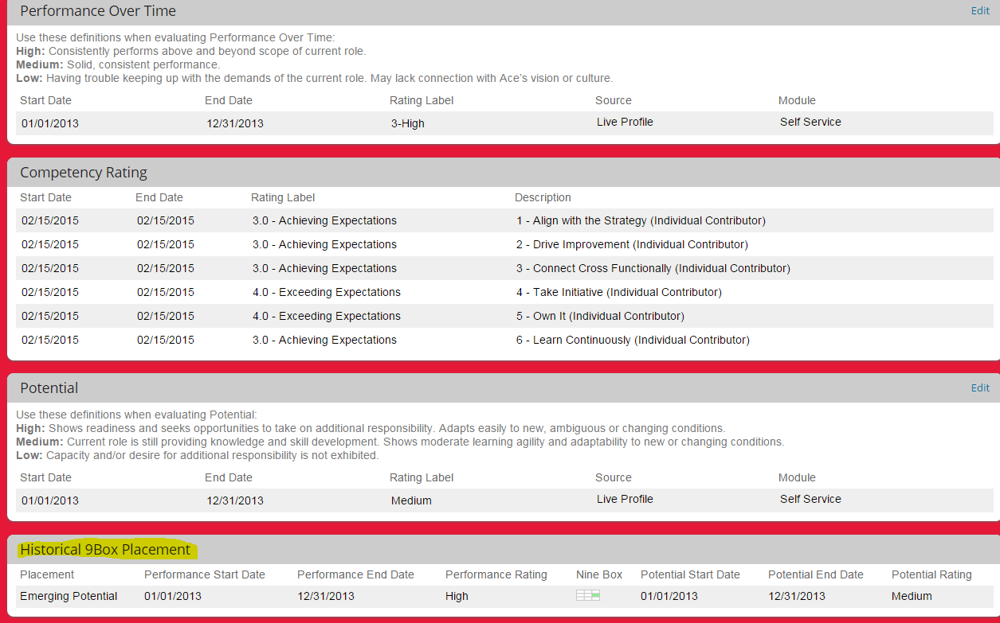 Performance Over Time Edit
Use these definitions when evaluating Performance Over Time:
High: Consistently performs above and beyond scope of current role.
Medium: Solid, consistent performance.
Low: Having trouble keeping up with the demands of the current role. May lack connection with Ace's vision or culture.
Start Date End Date Rating Label Source Module
01/01/2013 12/31/2013 3-High Live Profile Self Service
Competency Rating
Start Date End Date Rating Label Description
02/15/2015 02/15/2015 3.0 - Achieving Expectations 1 - Align with the Strategy (Individual Contributor)
02/15/2015 02/15/2015 3.0 - Achieving Expectations 2 - Drive Improvement (Individual Contributor)
02/15/2015 02/15/2015 3.0 - Achieving Expectations 3 - Connect Cross Functionally (Individual Contributor)
02/15/2015 02/15/2015 4.0 - Exceeding Expectations 4 - Take Initiative (Individual Contributor)
02/15/2015 02/15/2015 4.0 - Exceeding Expectations 5 - Own It (Individual Contributor)
02/15/2015 02/15/2015 3.0 - Achieving Expectations 6 - Learn Continuously (Individual Contributor)
Potential Edit
Use these definitions when evaluating Potential:
High: Shows readiness and seeks opportunities to take on additional responsibility. Adapts easily to new, ambiguous or changing conditions.
Medium: Current role is still providing knowledge and skill development. Shows moderate learning agility and adaptability to new or changing conditions.
Low: Capacity and/or desire for additional responsibility is not exhibited.
Start Date End Date Rating Label Source Module
01/01/2013 12/31/2013 Medium Live Profile Self Service
Historical 9Box Placement
Placement Performance Start Date Performance End Date Performance Rating Nine Box Potential Start Date Potential End Date Potential Rating
Emerging Potential 01/01/2013 12/31/2013 High 01/01/2013 12/31/2013 Medium